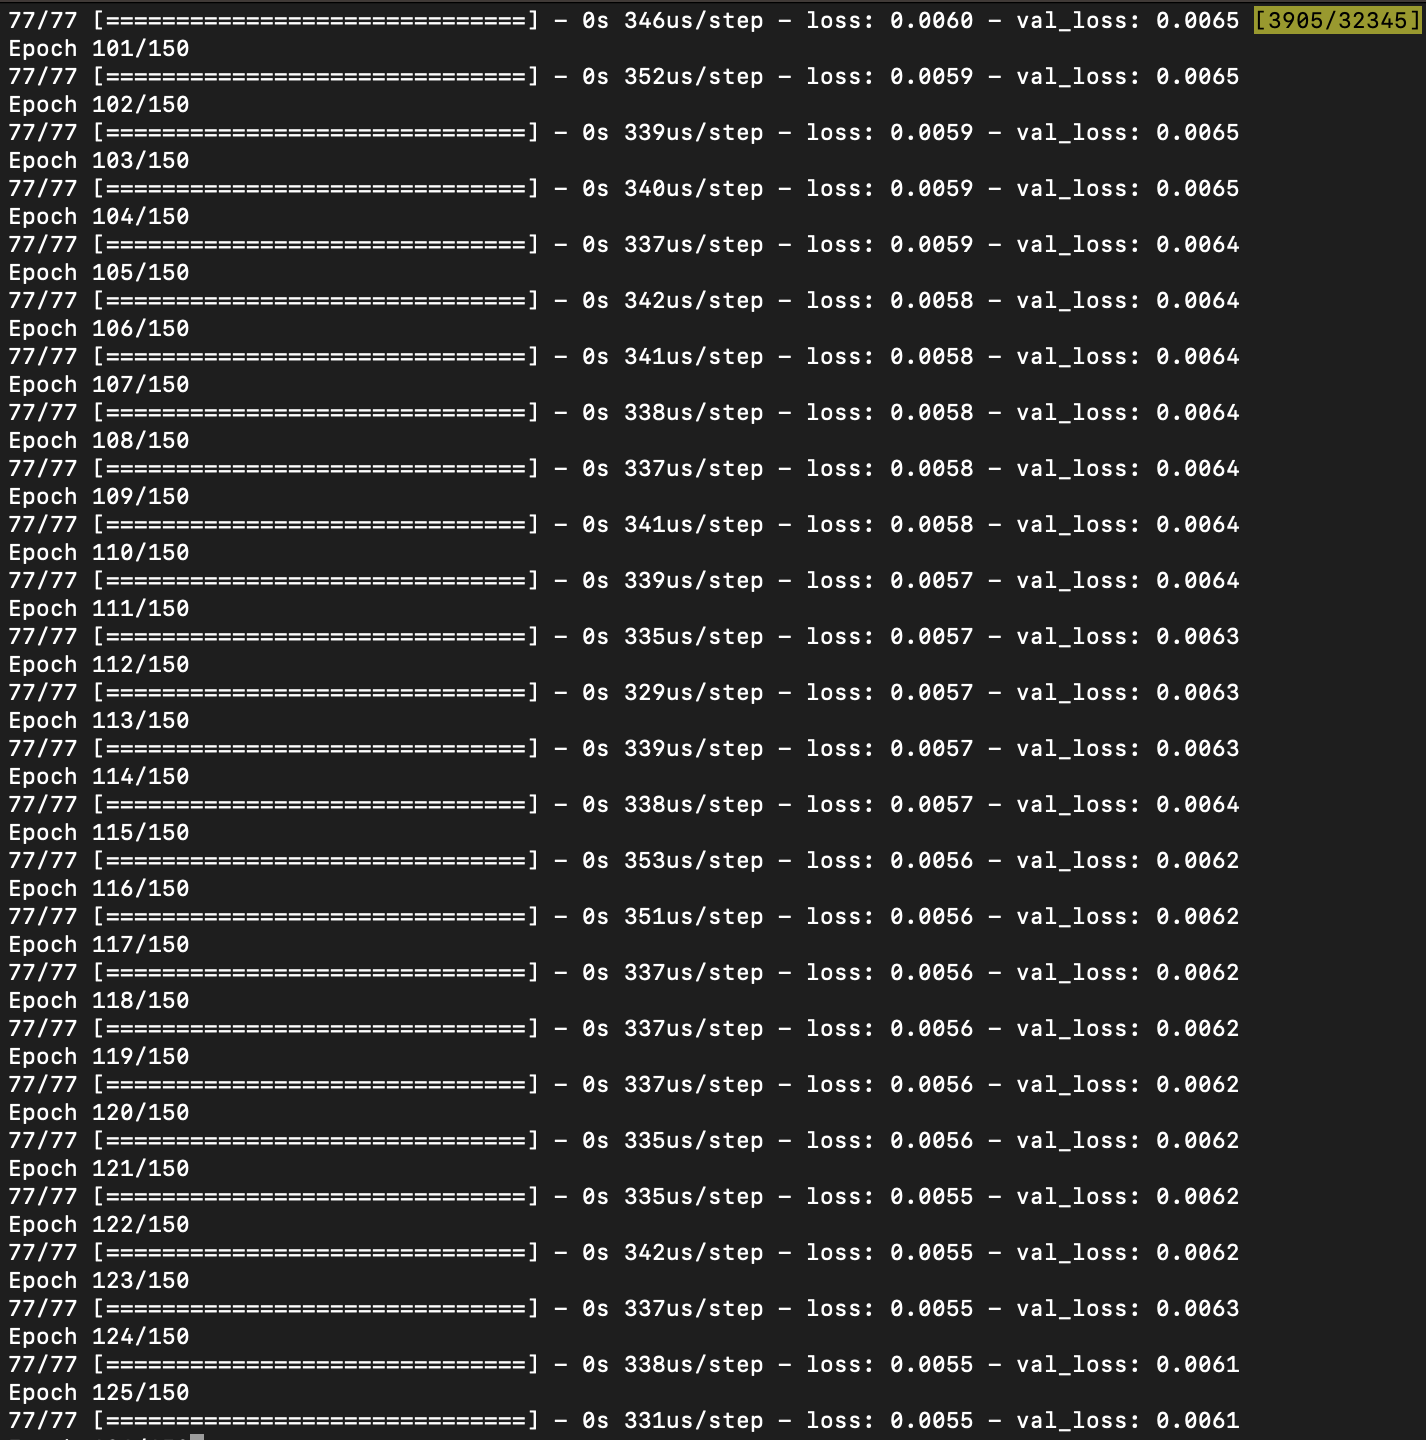 77/77 [==============================] - 0s 346us/step - loss: 0.0060 - val_loss: 0.0065 [3905/32345]
Epoch 101/150
77/77 [==============================] - 0s 352us/step - loss: 0.0059 - val_loss: 0.0065
Epoch 102/150
77/77 [==============================] - 0s 339us/step - loss: 0.0059 - val_loss: 0.0065
Epoch 103/150
77/77 [==============================] - 0s 340us/step - loss: 0.0059 - val_loss: 0.0065
Epoch 104/150
77/77 [==============================] - 0s 337us/step - loss: 0.0059 - val_loss: 0.0064
Epoch 105/150
77/77 [==============================] - 0s 342us/step - loss: 0.0058 - val_loss: 0.0064
Epoch 106/150
77/77 [==============================] - 0s 341us/step - loss: 0.0058 - val_loss: 0.0064
Epoch 107/150
77/77 [==============================] - 0s 338us/step - loss: 0.0058 - val_loss: 0.0064
Epoch 108/150
77/77 [==============================] - 0s 337us/step - loss: 0.0058 - val_loss: 0.0064
Epoch 109/150
77/77 [==============================] - 0s 341us/step - loss: 0.0058 - val_loss: 0.0064
Epoch 110/150
77/77 [==============================] - 0s 339us/step - loss: 0.0057 - val_loss: 0.0064
Epoch 111/150
77/77 [==============================] - 0s 335us/step - loss: 0.0057 - val_loss: 0.0063
Epoch 112/150
77/77 [==============================] - 0s 329us/step - loss: 0.0057 - val_loss: 0.0063
Epoch 113/150
77/77 [==============================] - 0s 339us/step - loss: 0.0057 - val_loss: 0.0063
Epoch 114/150
77/77 [==============================] - 0s 338us/step - loss: 0.0057 - val_loss: 0.0064
Epoch 115/150
77/77 [==============================] - 0s 353us/step - loss: 0.0056 - val_loss: 0.0062
Epoch 116/150
77/77 [==============================] - 0s 351us/step - loss: 0.0056 - val_loss: 0.0062
Epoch 117/150
77/77 [==============================] - 0s 337us/step - loss: 0.0056 - val_loss: 0.0062
Epoch 118/150
77/77 [==============================] - 0s 337us/step - loss: 0.0056 - val_loss: 0.0062
Epoch 119/150
77/77 [==============================] - 0s 337us/step - loss: 0.0056 - val_loss: 0.0062
Epoch 120/150
77/77 [==============================] - 0s 335us/step - loss: 0.0056 - val_loss: 0.0062
Epoch 121/150
77/77 [==============================] - 0s 335us/step - loss: 0.0055 - val_loss: 0.0062
Epoch 122/150
77/77 [==============================] - 0s 342us/step - loss: 0.0055 - val_loss: 0.0062
Epoch 123/150
77/77 [==============================] - 0s 337us/step - loss: 0.0055 - val_loss: 0.0063
Epoch 124/150
77/77 [==============================] - 0s 338us/step - loss: 0.0055 - val_loss: 0.0061
Epoch 125/150
77/77 [==============================] - 0s 331us/step - loss: 0.0055 - val_loss: 0.0061